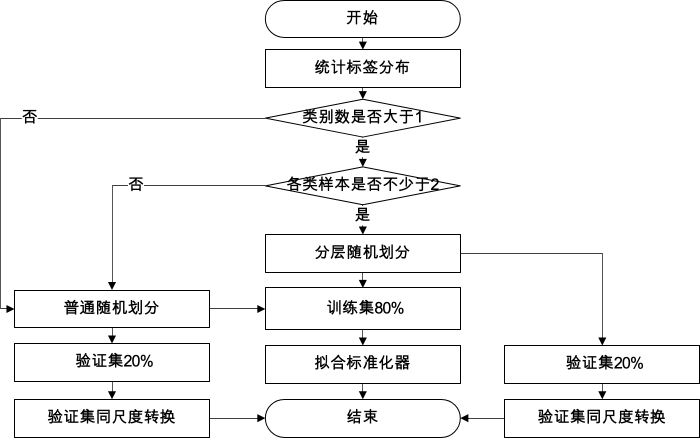 开始
统计标签分布
类别数是否大于1
否
是
各类样本是否不少于2
否
是
分层随机划分
普通随机划分
训练集80%
验证集20%
拟合标准化器
验证集20%
验证集同尺度转换
结束
验证集同尺度转换